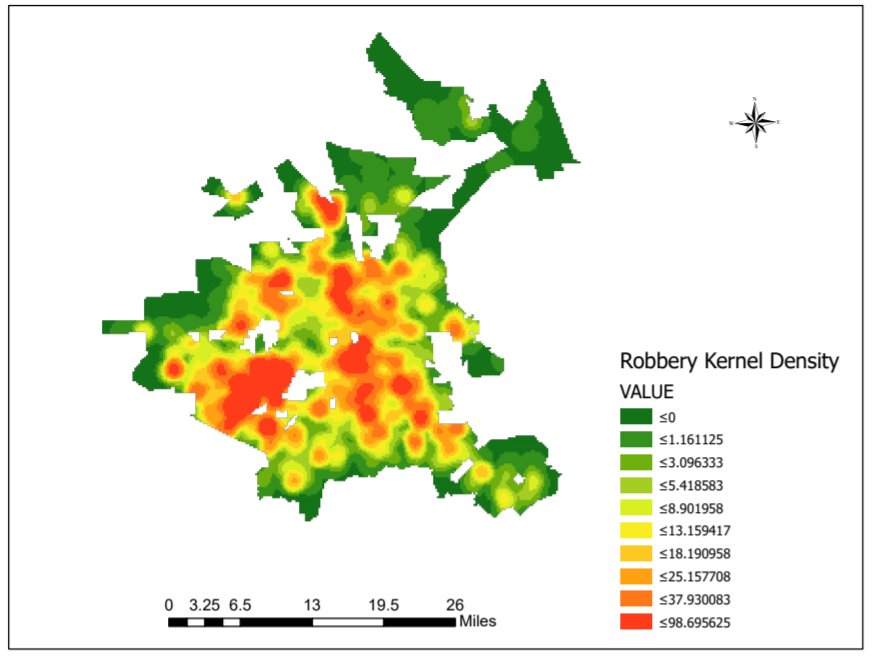 N
W E
S
Robbery Kernel Density
VALUE
≤0
≤1.161125
≤3.096333
≤5.418583
≤8.901958
≤13.159417
≤18.190958
≤25.157708
≤37.930083
≤98.695625
0 3.25 6.5 13 19.5 26
Miles